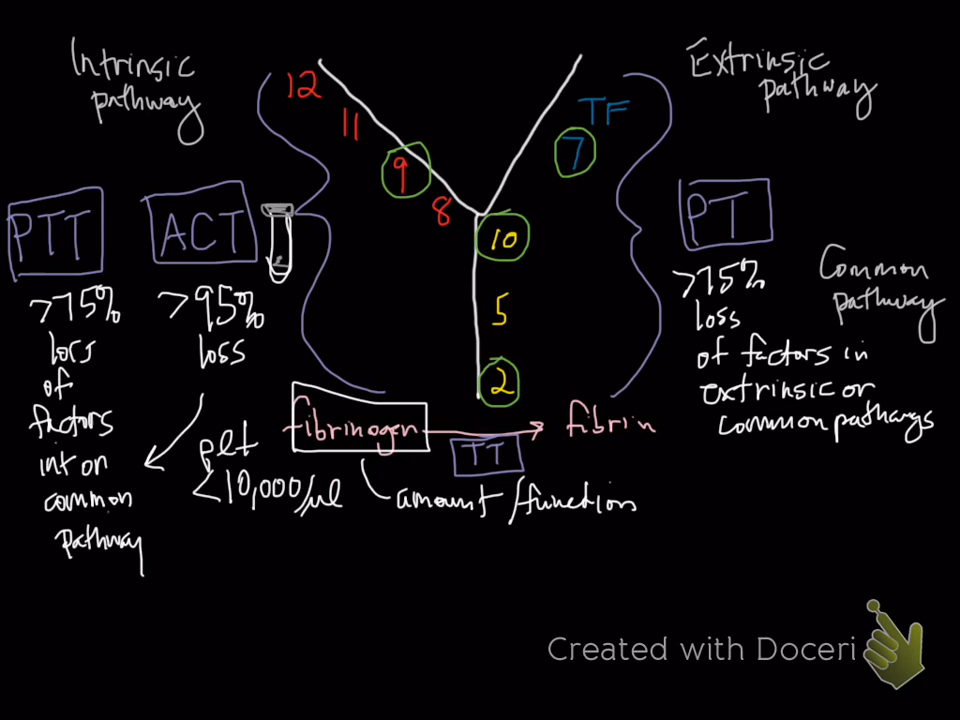 Intrinsic
pathway
Extrinsic
pathway
12
11
9
8
TF
7
10
5
2
PTT
>75%
loss
of
factors
int or
common
pathway
ACT
>95%
loss
plt
<10,000/µl
PT
>75%
loss
of factors in
extrinsic or
common pathways
Common
pathway
fibrinogen
fibrin
TT
amount/function
Created with Doceri